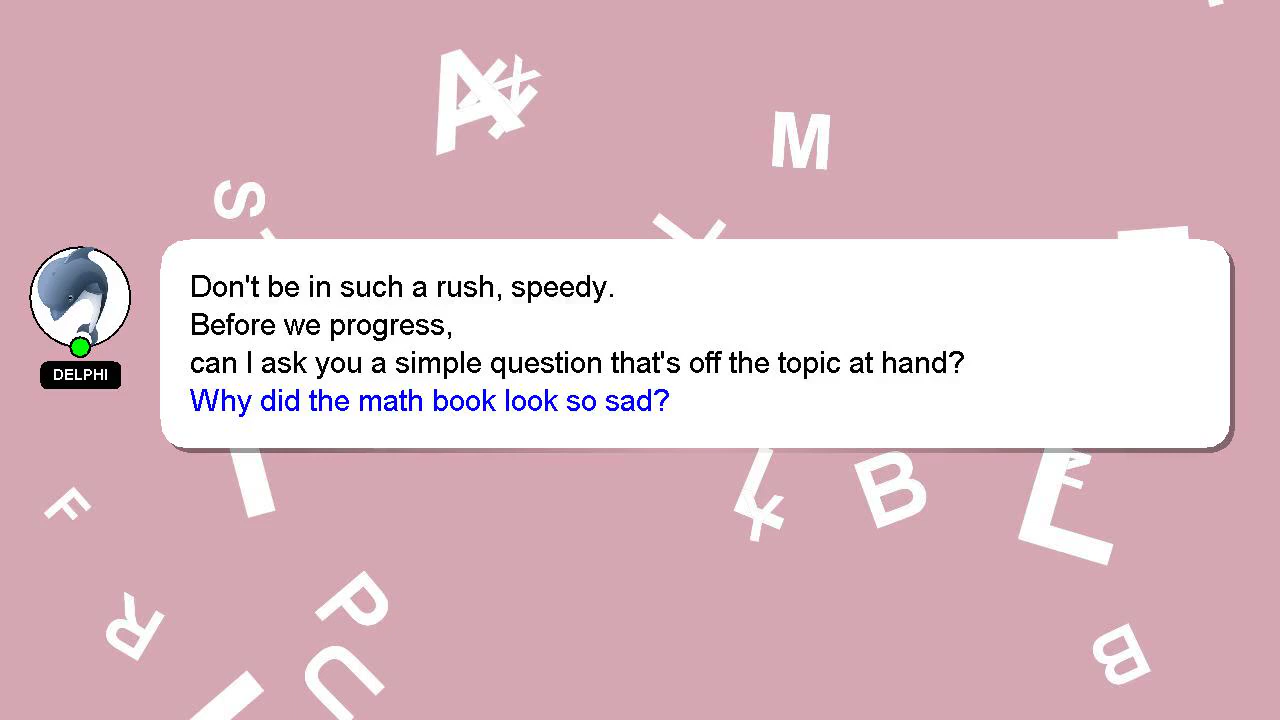 Don't be in such a rush, speedy.
Before we progress,
can I ask you a simple question that's off the topic at hand?
Why did the math book look so sad?
DELPHI
A
M
S
B
L
F
R
P
U
B